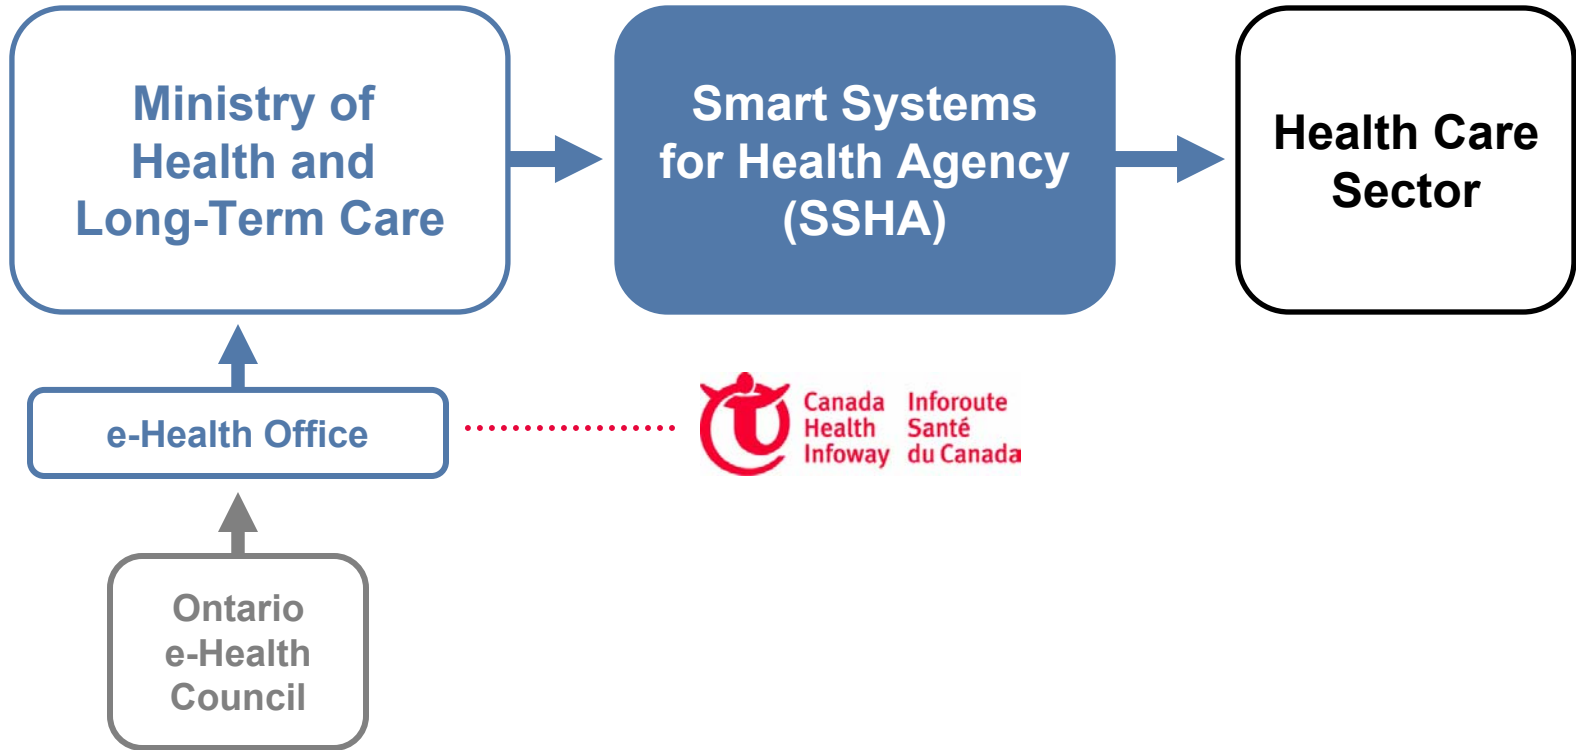 Ministry of
Health and
Long-Term Care
Smart Systems
for Health Agency
(SSHA)
Health Care
Sector
e-Health Office
Canada
Health
Infoway
Inforoute
Santé
du Canada
Ontario
e-Health
Council